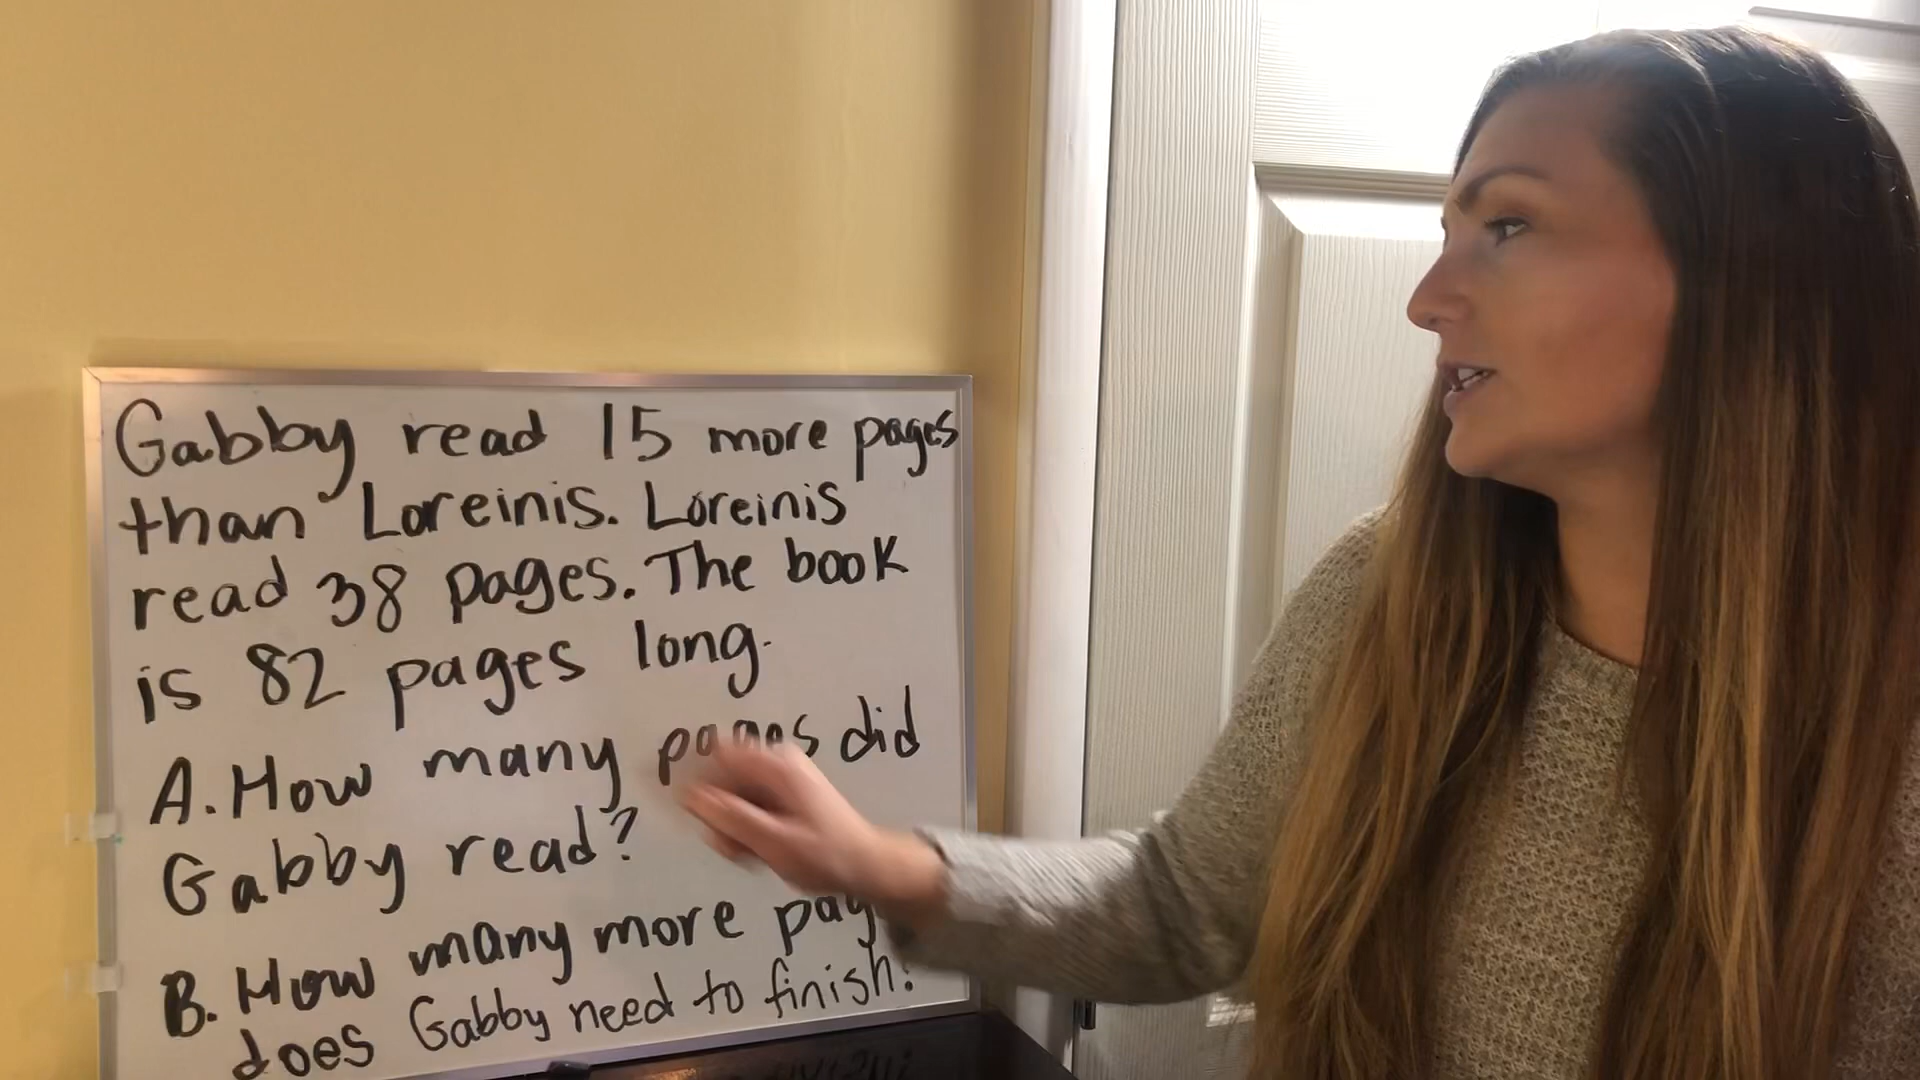 Gabby read 15 more pages
than Loreinis. Loreinis
read 38 pages. The book
is 82 pages long.
A. How many pages did
Gabby read?
B. How many more
does Gabby need to finish?